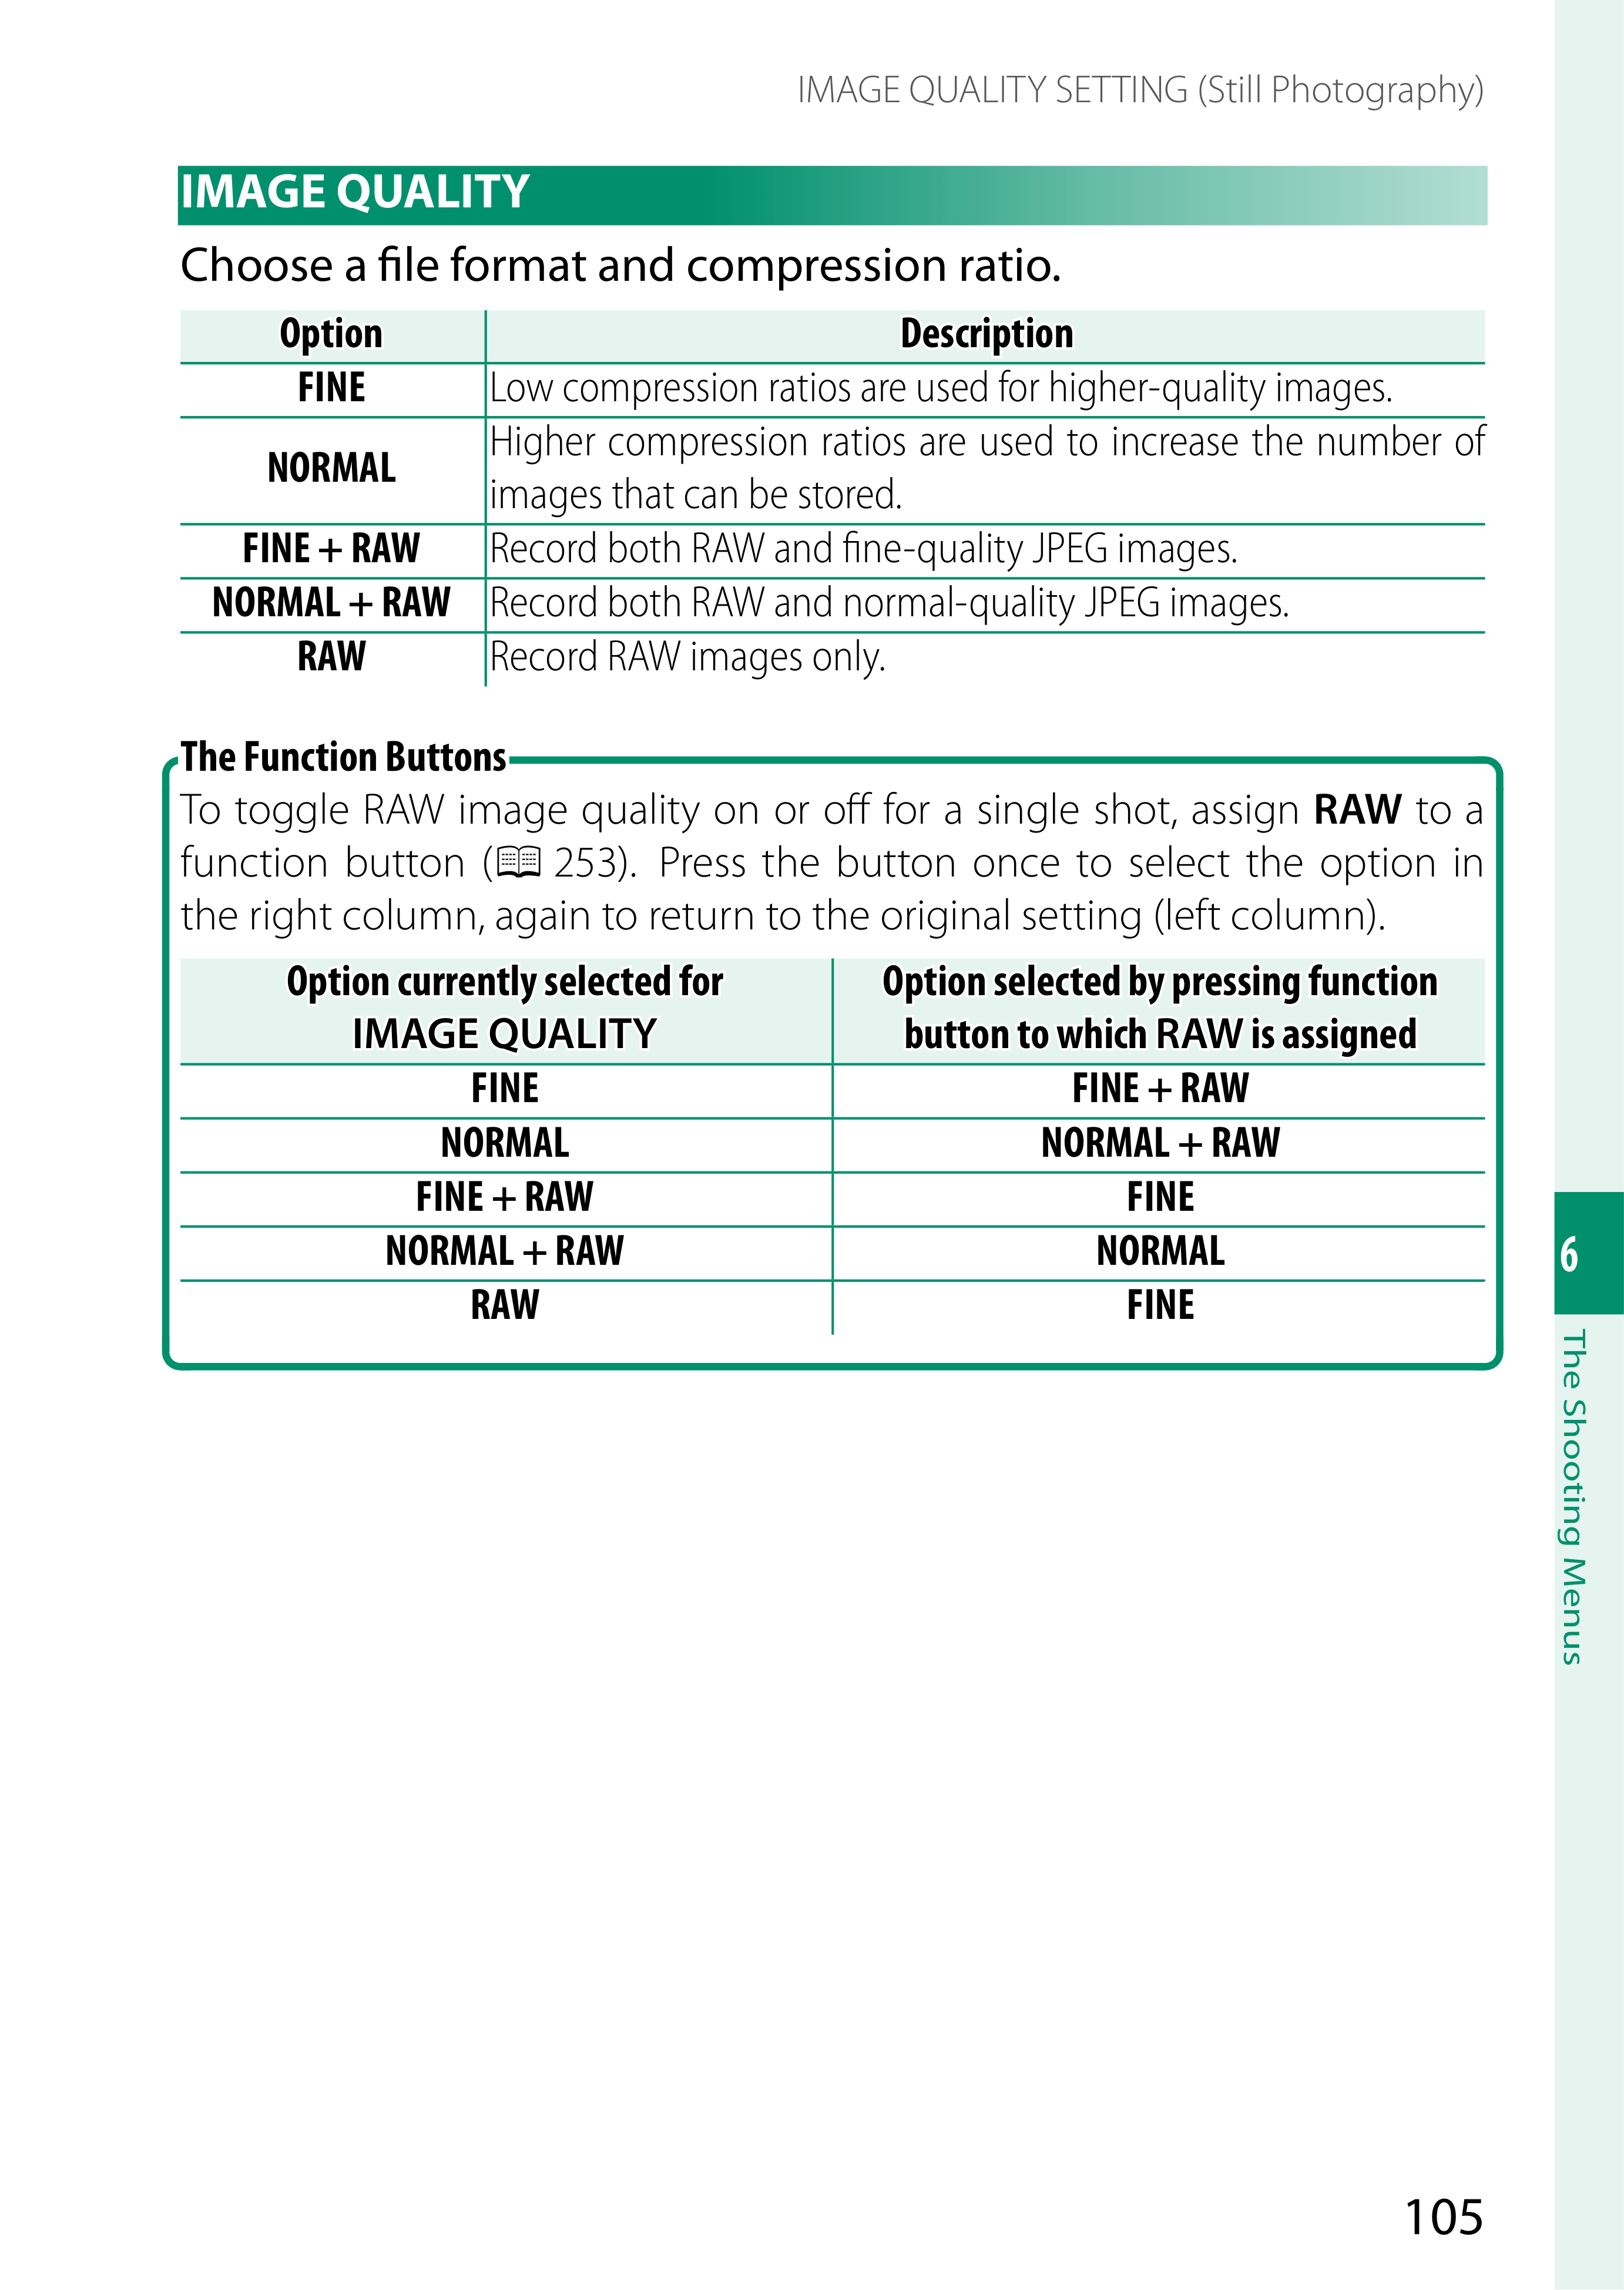 IMAGE QUALITY SETTING (Still Photography)
IMAGE QUALITY
Choose a file format and compression ratio.
Option Description
FINE Low compression ratios are used for higher-quality images.
NORMAL Higher compression ratios are used to increase the number of
images that can be stored.
FINE + RAW Record both RAW and fine-quality JPEG images.
NORMAL + RAW Record both RAW and normal-quality JPEG images.
RAW Record RAW images only.
The Function Buttons
To toggle RAW image quality on or off for a single shot, assign RAW to a
function button (📖 253). Press the button once to select the option in
the right column, again to return to the original setting (left column).
Option currently selected for Option selected by pressing function
IMAGE QUALITY button to which RAW is assigned
FINE FINE + RAW
NORMAL NORMAL + RAW
FINE + RAW FINE
NORMAL + RAW NORMAL
RAW FINE
6
The Shooting Menus
105